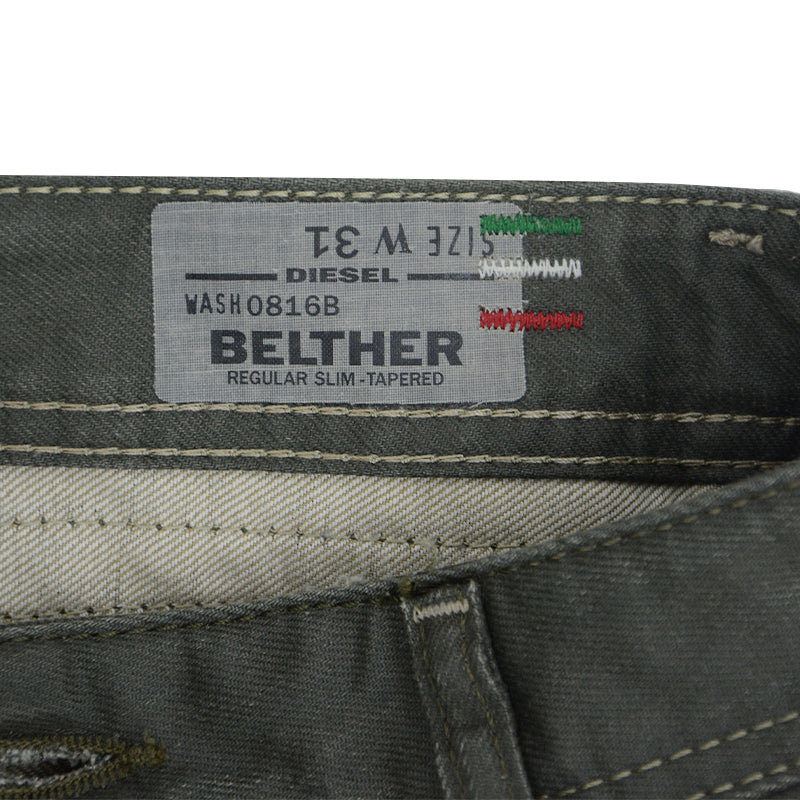 SIZE W 31
DIESEL
WASH 0816B
BELTHER
REGULAR SLIM-TAPERED